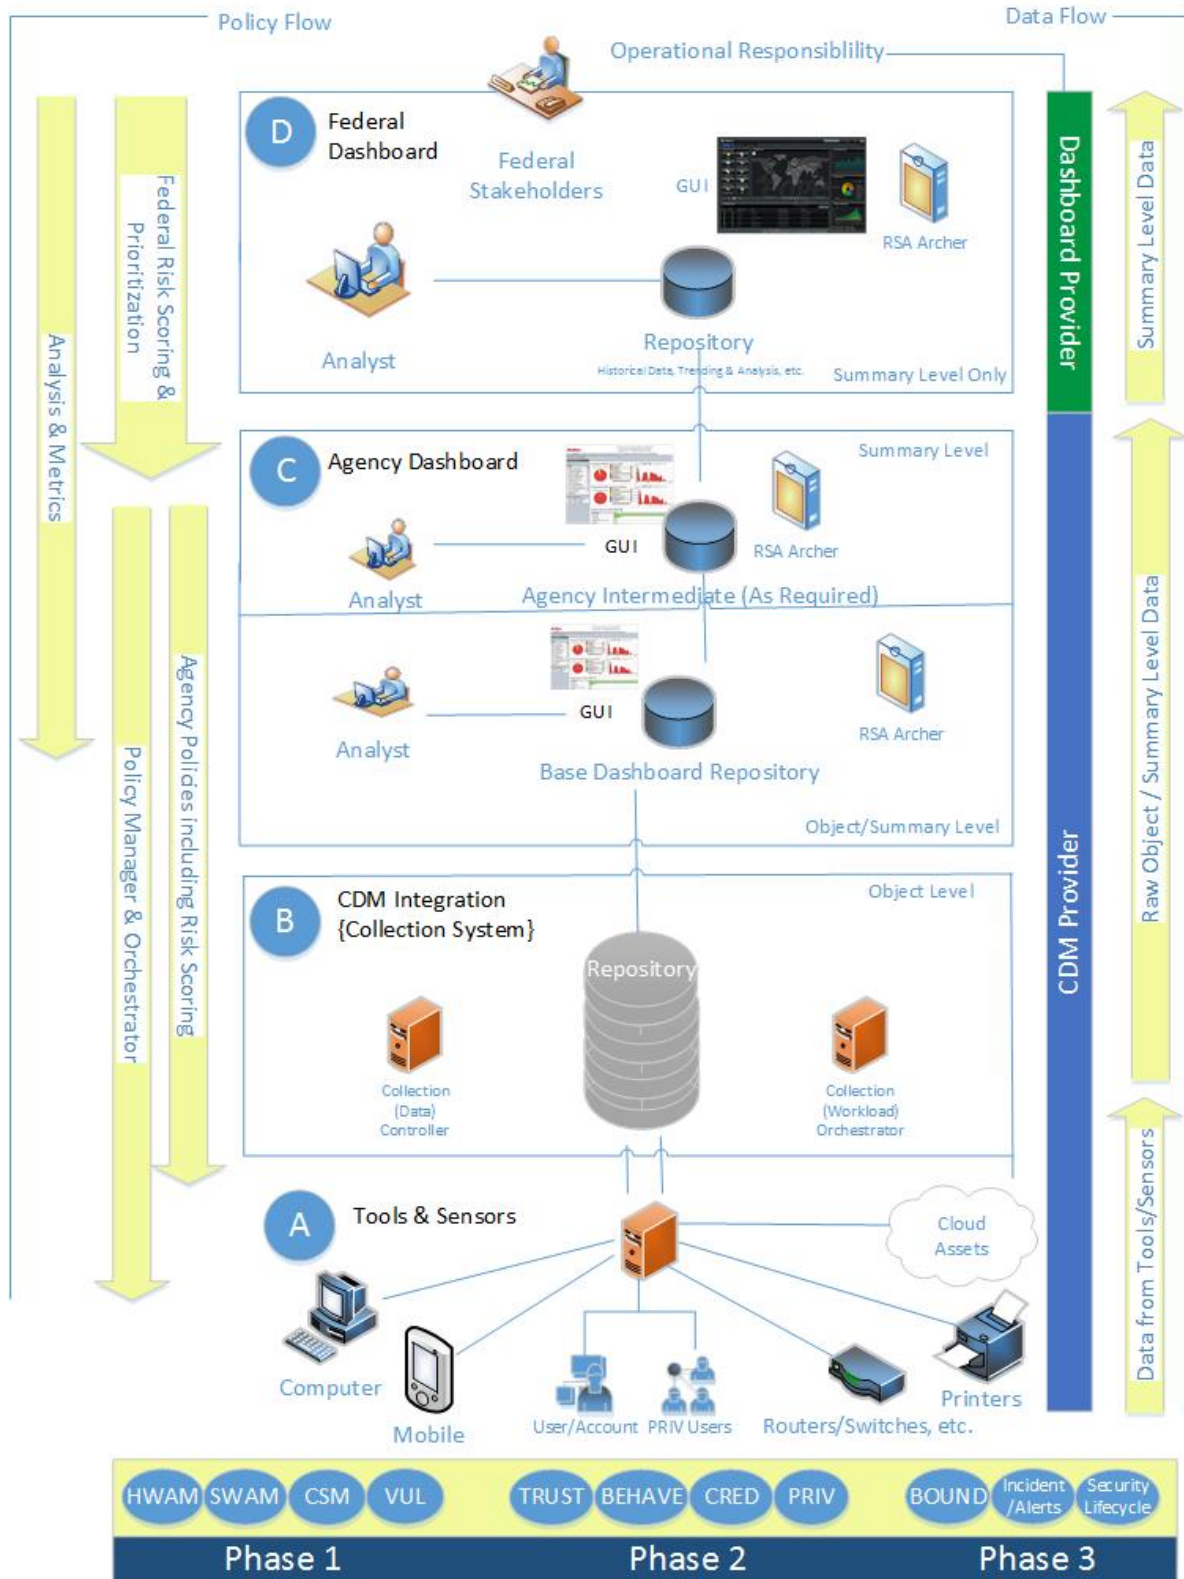 Policy Flow
Data Flow
Operational Responsiblility
D
Federal
Dashboard
Federal
Stakeholders
GUI
RSA Archer
Analyst
Repository
Historical Data, Trending & Analysis, etc.
Summary Level Only
C
Agency Dashboard
Summary Level
GUI
RSA Archer
Analyst
Agency Intermediate (As Required)
GUI
RSA Archer
Analyst
Base Dashboard Repository
Object/Summary Level
B
CDM Integration
{Collection System}
Object Level
Repository
Collection
(Data)
Controller
Collection
(Workload)
Orchestrator
A
Tools & Sensors
Cloud
Assets
Computer
Mobile
User/Account
PRIV Users
Routers/Switches, etc.
Printers
Analysis & Metrics
Federal Risk Scoring &
Prioritization
Policy Manager & Orchestrator
Agency Policies including Risk Scoring
Dashboard Provider
CDM Provider
Summary Level Data
Raw Object / Summary Level Data
Data from Tools/Sensors
HWAM
SWAM
CSM
VUL
TRUST
BEHAVE
CRED
PRIV
BOUND
Incident
/Alerts
Security
Lifecycle
Phase 1
Phase 2
Phase 3